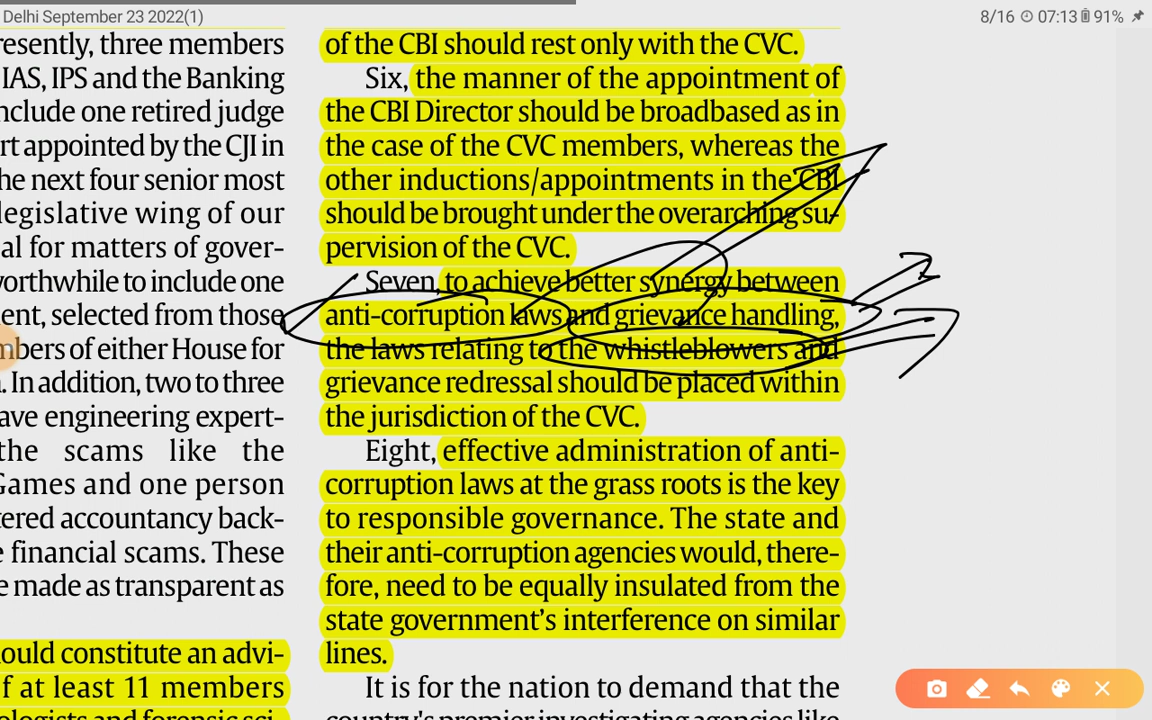 Delhi September 23 2022(1)
8/16 07:13 91%
resently, three members
IAS, IPS and the Banking
nclude one retired judge
rt appointed by the CJI in
he next four senior most
legislative wing of our
al for matters of gover-
vorthwhile to include one
ent, selected from those
nbers of either House for
. In addition, two to three
ave engineering expert-
the scams like the
Games and one person
tered accountancy back-
e financial scams. These
e made as transparent as
ould constitute an advi-
f at least 11 members
ologists and forensic sci-
of the CBI should rest only with the CVC.
Six, the manner of the appointment of
the CBI Director should be broadbased as in
the case of the CVC members, whereas the
other inductions/appointments in the CBI
should be brought under the overarching su-
pervision of the CVC.
Seven, to achieve better synergy between
anti-corruption laws and grievance handling,
the laws relating to the whistleblowers and
grievance redressal should be placed within
the jurisdiction of the CVC.
Eight, effective administration of anti-
corruption laws at the grass roots is the key
to responsible governance. The state and
their anti-corruption agencies would, there-
fore, need to be equally insulated from the
state government's interference on similar
lines.
It is for the nation to demand that the
country's premier investigating agencies like